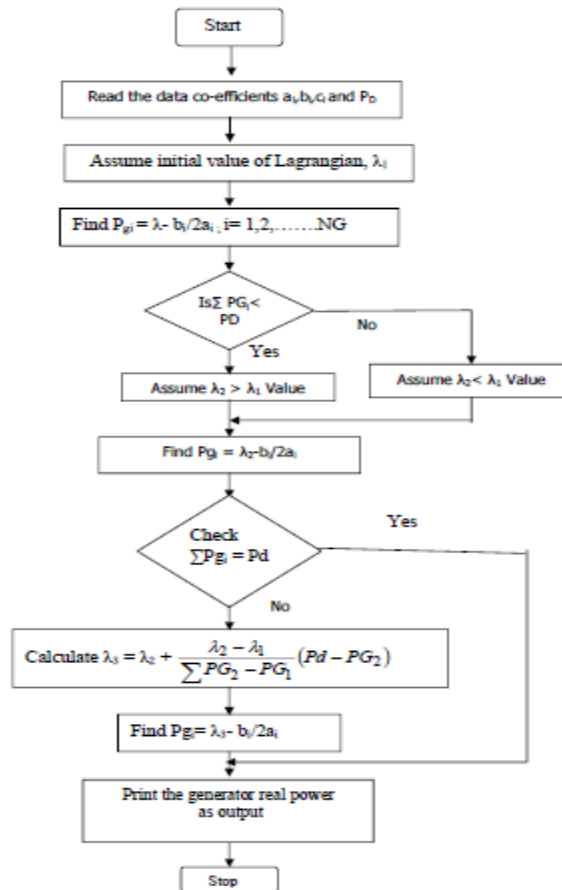 Start
Read the data co-efficients aᵢ,bᵢ,cᵢ and P_D
Assume initial value of Lagrangian, λ₁
Find P_gi = λ- bᵢ/2aᵢ ; i= 1,2,.......NG
IsΣ PGᵢ<
PD
No
Yes
Assume λ₂ > λ₁ Value
Assume λ₂< λ₁ Value
Find Pgᵢ = λ₂-bᵢ/2aᵢ
Check
∑Pgᵢ = Pd
Yes
No
Calculate λ₃ = λ₂ + (λ₂ − λ₁)/(∑PG₂ − PG₁) (Pd − PG₂)
Find Pgᵢ= λ₃- bᵢ/2aᵢ
Print the generator real power
as output
Stop